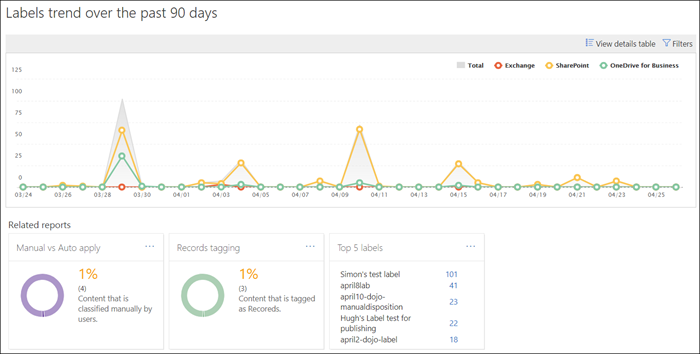 Labels trend over the past 90 days
View details table Filters
Total Exchange SharePoint OneDrive for Business
125
100
75
50
25
0
03/24 03/26 03/28 03/30 04/01 04/03 04/05 04/07 04/09 04/11 04/13 04/15 04/17 04/19 04/21 04/23 04/25
Related reports
Manual vs Auto apply ...
1%
(4)
Content that is
classified manually by
users.
Records tagging ...
1%
(3)
Content that is tagged
as Recoreds.
Top 5 labels ...
Simon's test label 101
april8lab 41
april10-dojo-
manualdisposition 23
Hugh's Label test for
publishing 22
april2-dojo-label 18